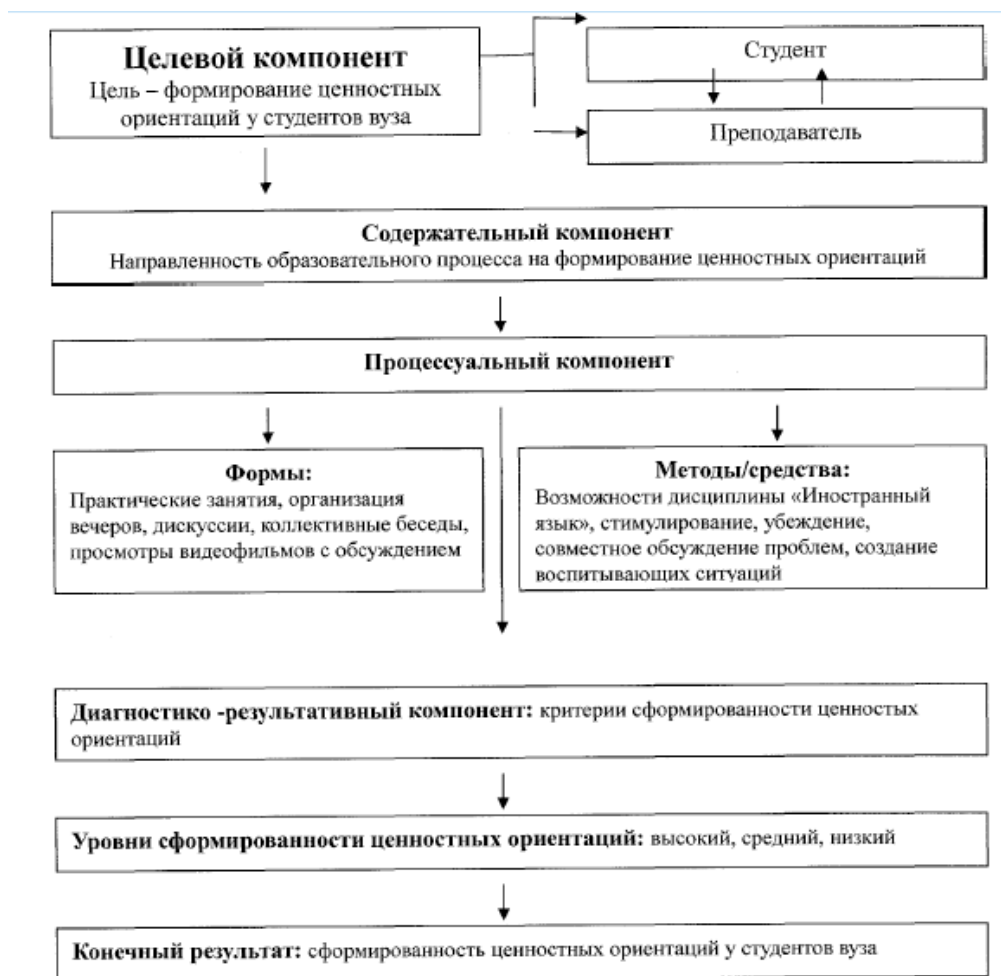 Целевой компонент
Цель – формирование ценностных
ориентаций у студентов вуза
Студент
Преподаватель
Содержательный компонент
Направленность образовательного процесса на формирование ценностных ориентаций
Процессуальный компонент
Формы:
Практические занятия, организация
вечеров, дискуссии, коллективные беседы,
просмотры видеофильмов с обсуждением
Методы/средства:
Возможности дисциплины «Иностранный
язык», стимулирование, убеждение,
совместное обсуждение проблем, создание
воспитывающих ситуаций
Диагностико -результативный компонент: критерии сформированности ценностых
ориентаций
Уровни сформированности ценностных ориентаций: высокий, средний, низкий
Конечный результат: сформированность ценностных ориентаций у студентов вуза